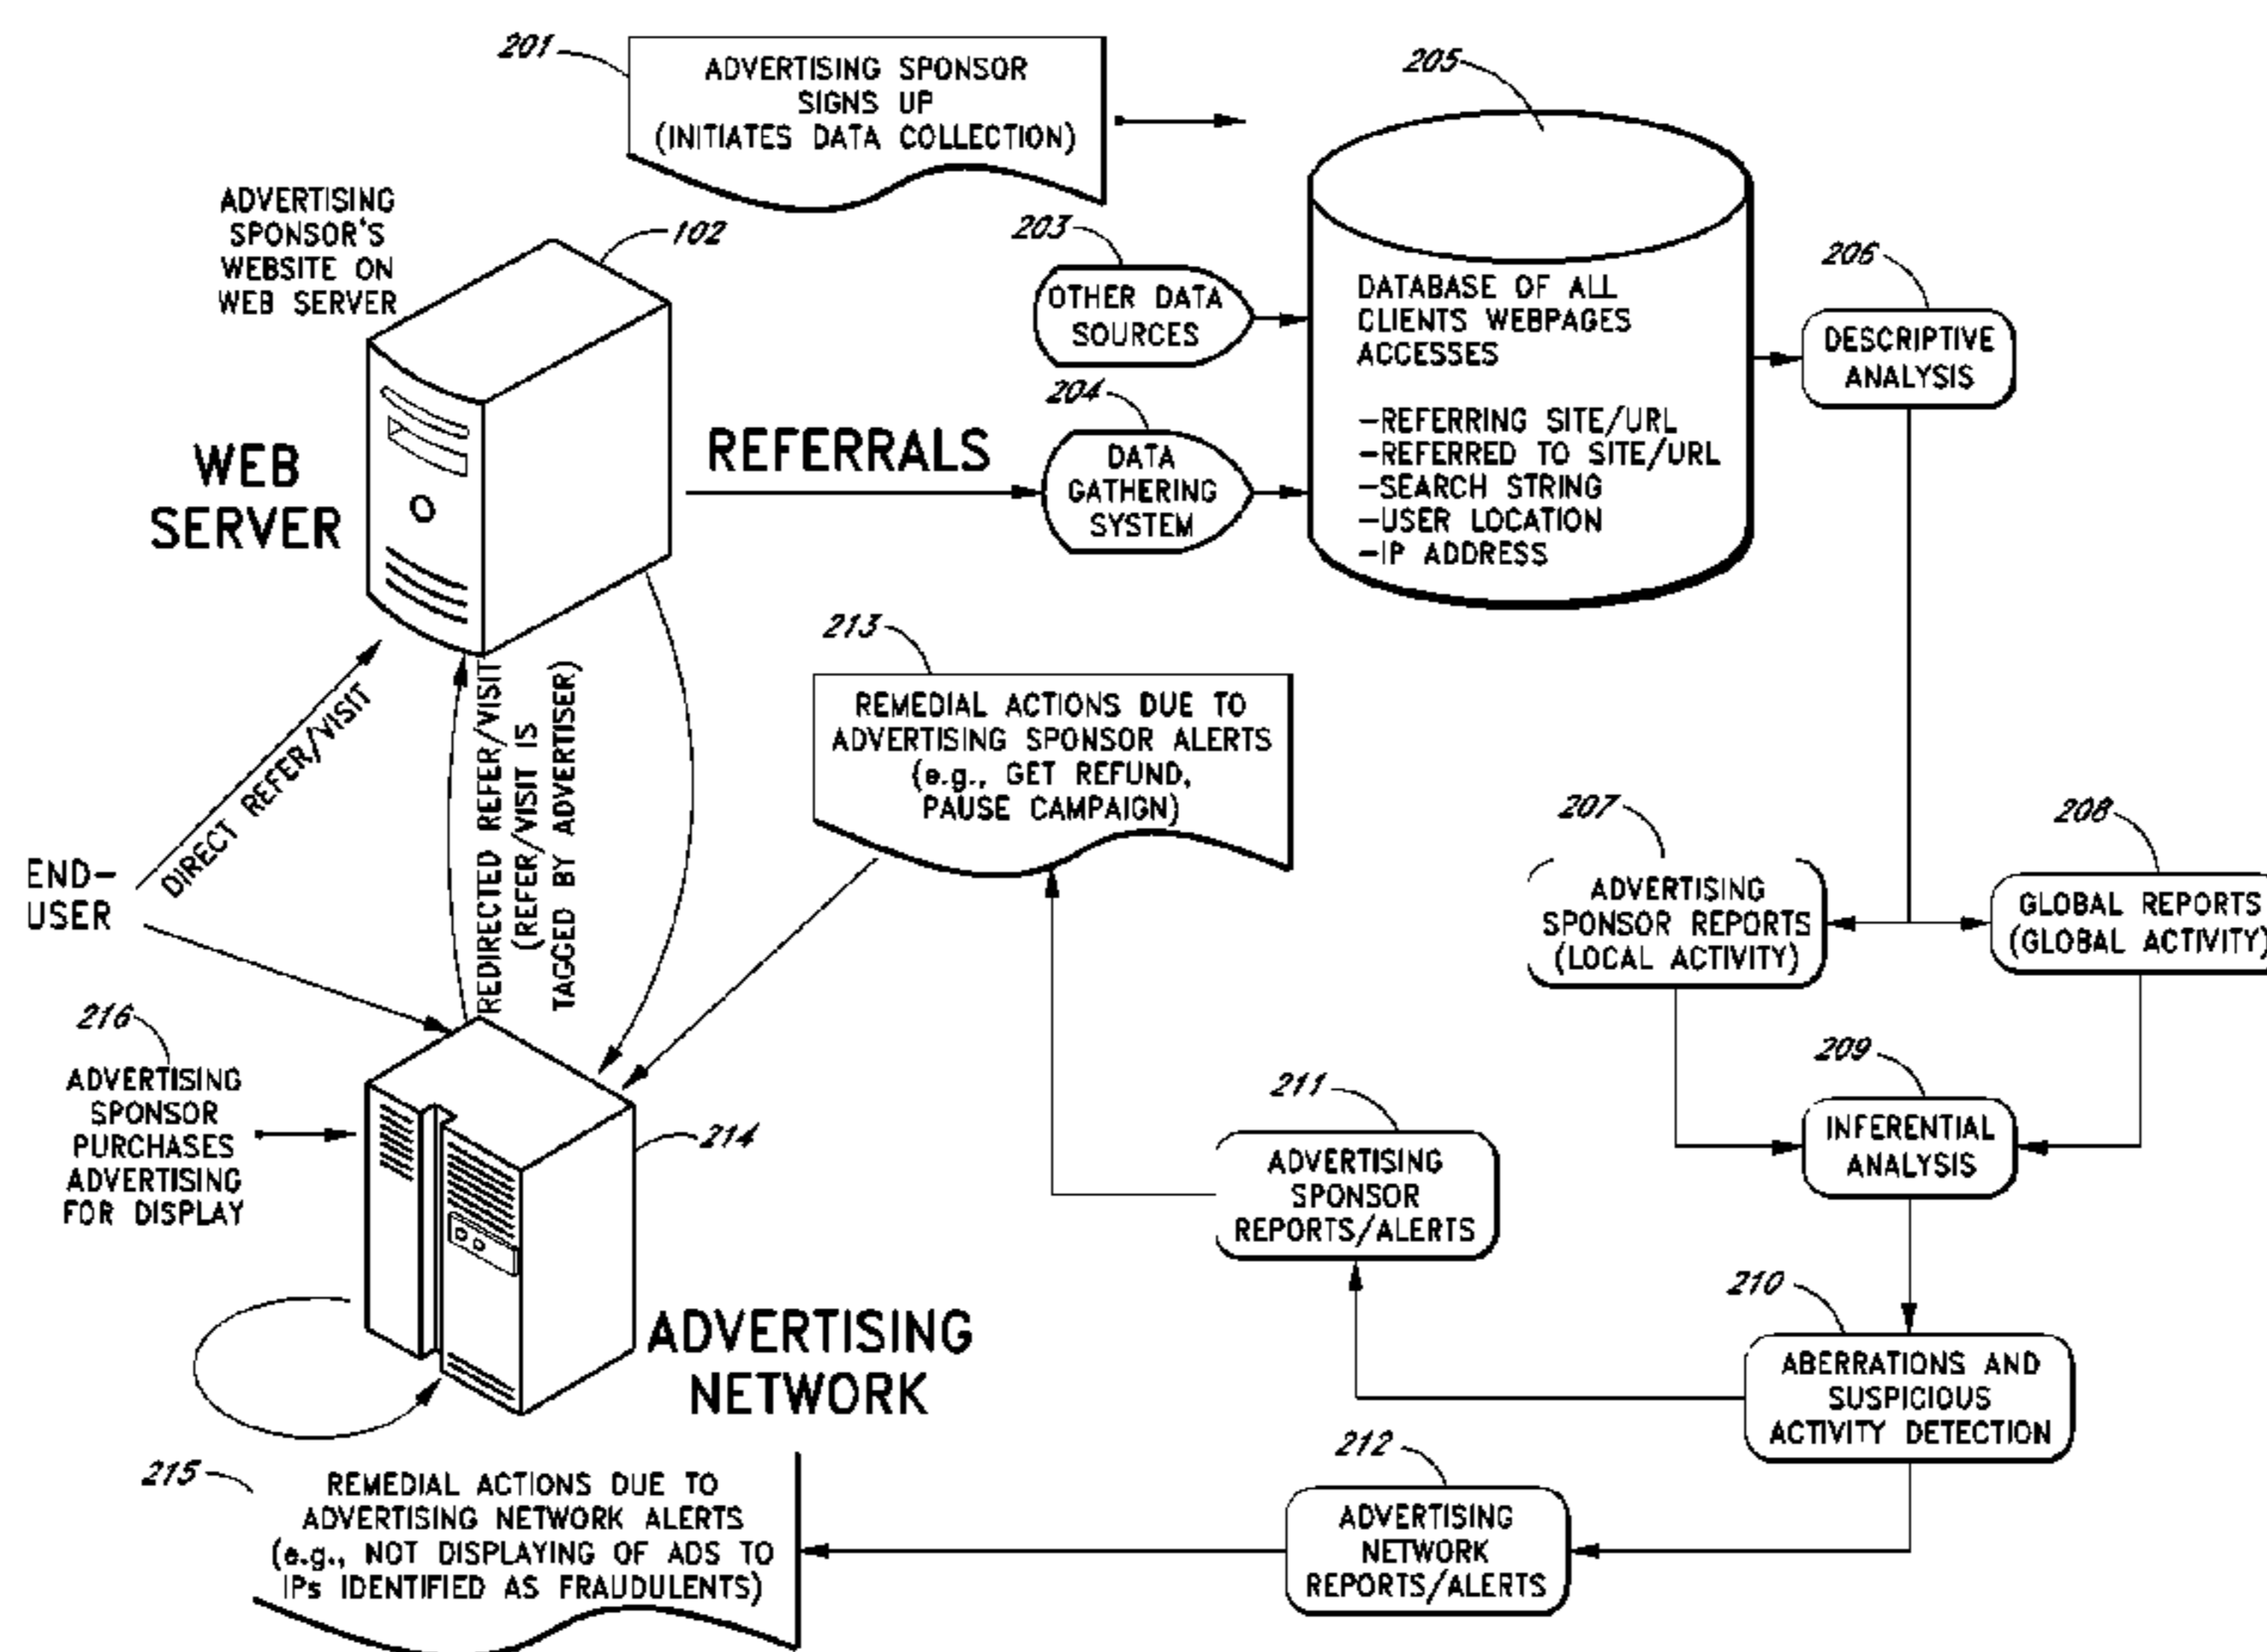 201
ADVERTISING SPONSOR
SIGNS UP
(INITIATES DATA COLLECTION)
205
ADVERTISING
SPONSOR'S
WEBSITE ON
WEB SERVER
102
203
OTHER DATA
SOURCES
DATABASE OF ALL
CLIENTS WEBPAGES
ACCESSES
-REFERRING SITE/URL
-REFERRED TO SITE/URL
-SEARCH STRING
-USER LOCATION
-IP ADDRESS
206
DESCRIPTIVE
ANALYSIS
WEB
SERVER
REFERRALS
204
DATA
GATHERING
SYSTEM
213
REMEDIAL ACTIONS DUE TO
ADVERTISING SPONSOR ALERTS
(e.g., GET REFUND,
PAUSE CAMPAIGN)
DIRECT REFER/VISIT
REDIRECTED REFER/VISIT
(REFER/VISIT IS
TAGGED BY ADVERTISER)
END-
USER
207
ADVERTISING
SPONSOR REPORTS
(LOCAL ACTIVITY)
208
GLOBAL REPORTS
(GLOBAL ACTIVITY)
216
ADVERTISING
SPONSOR
PURCHASES
ADVERTISING
FOR DISPLAY
214
209
INFERENTIAL
ANALYSIS
211
ADVERTISING
SPONSOR
REPORTS/ALERTS
210
ABERRATIONS AND
SUSPICIOUS
ACTIVITY DETECTION
ADVERTISING
NETWORK
212
ADVERTISING
NETWORK
REPORTS/ALERTS
215
REMEDIAL ACTIONS DUE TO
ADVERTISING NETWORK ALERTS
(e.g., NOT DISPLAYING OF ADS TO
IPs IDENTIFIED AS FRAUDULENTS)